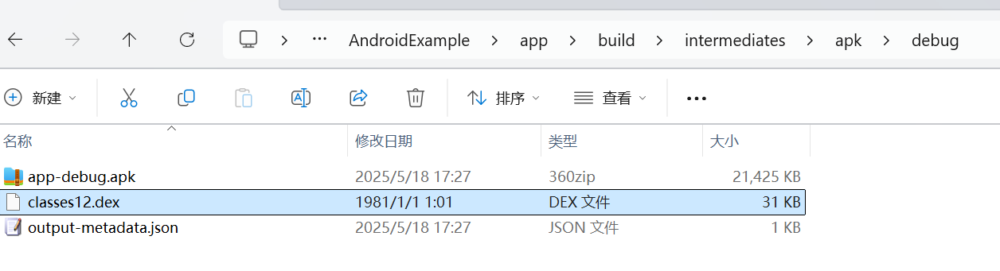 AndroidExample > app > build > intermediates > apk > debug
新建 排序 查看
名称 修改日期 类型 大小
app-debug.apk 2025/5/18 17:27 360zip 21,425 KB
classes12.dex 1981/1/1 1:01 DEX 文件 31 KB
output-metadata.json 2025/5/18 17:27 JSON 文件 1 KB